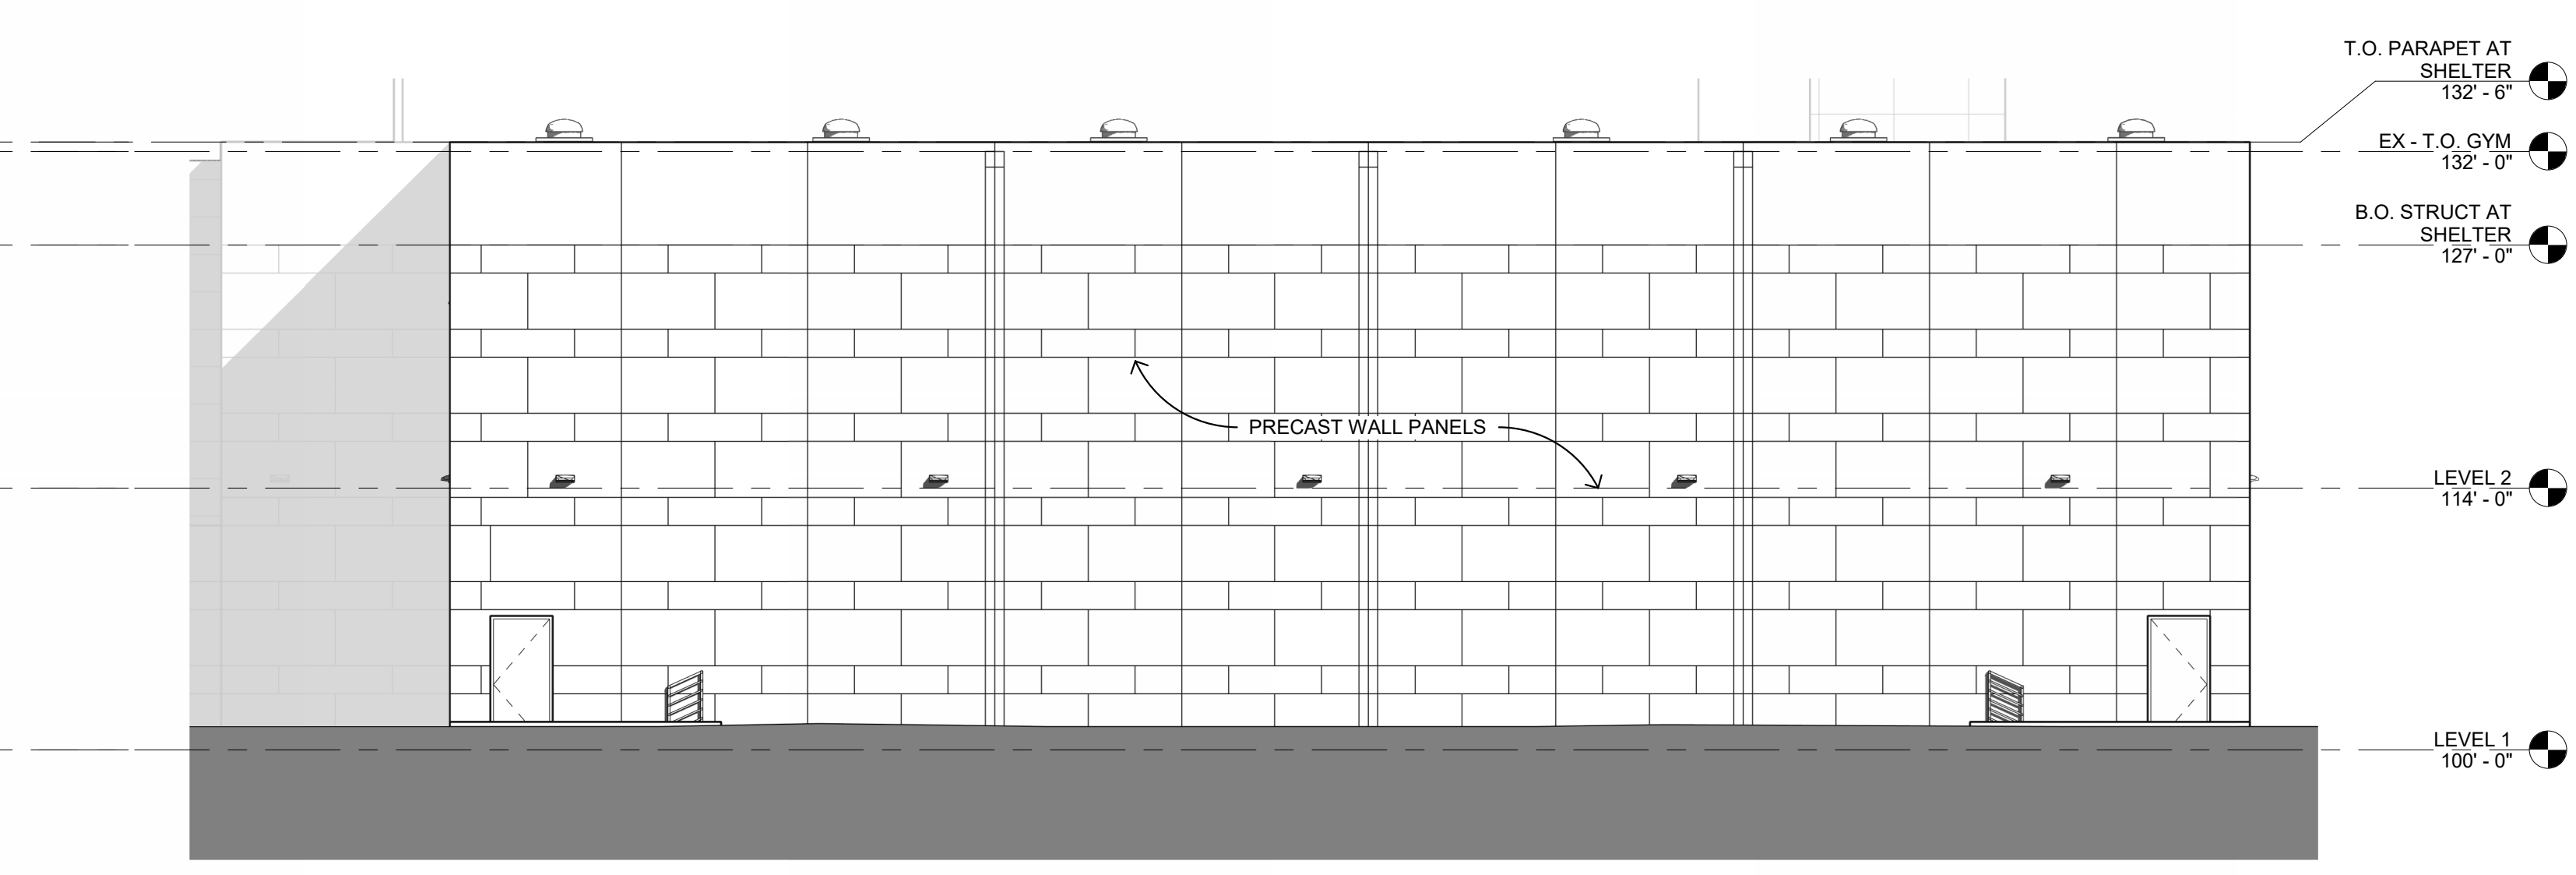 T.O. PARAPET AT
SHELTER
132' - 6"
EX - T.O. GYM
132' - 0"
B.O. STRUCT AT
SHELTER
127' - 0"
PRECAST WALL PANELS
LEVEL 2
114' - 0"
LEVEL 1
100' - 0"